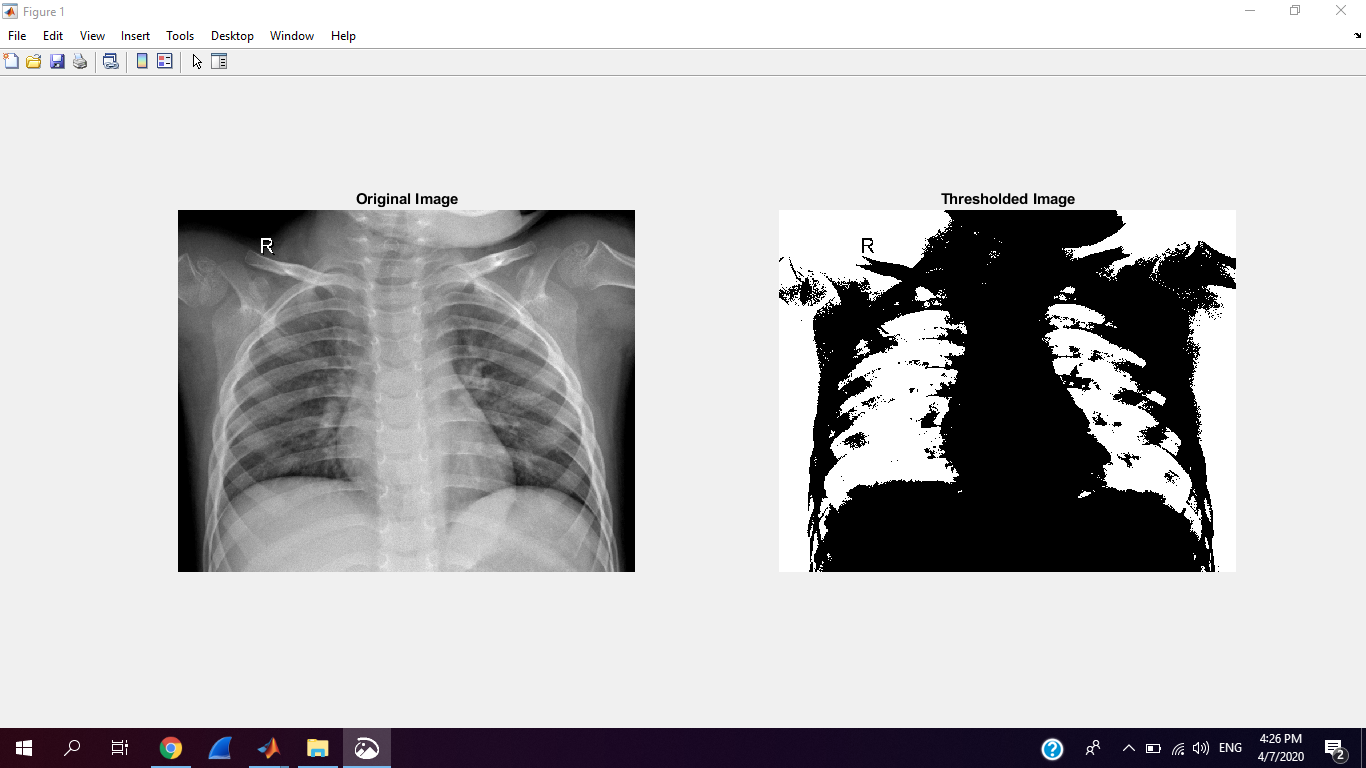 Figure 1
File Edit View Insert Tools Desktop Window Help
Original Image
Thresholded Image
R
R
ENG
4:26 PM
4/7/2020
2